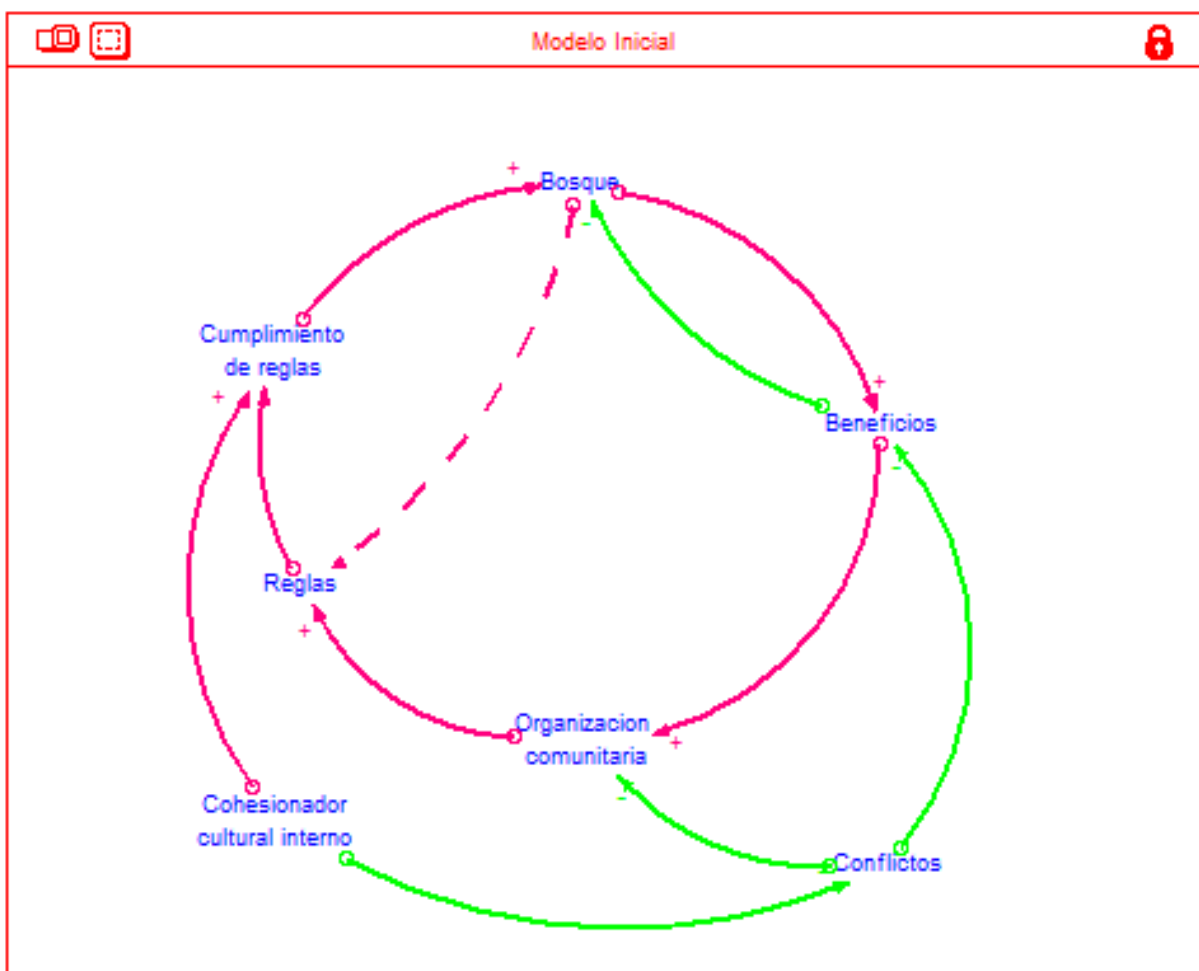 Modelo Inicial
+
Bosque
-
Cumplimiento
de reglas
+
+
Beneficios
-
Reglas
+
Organizacion
comunitaria
+
-
Cohesionador
cultural interno
Conflictos
-